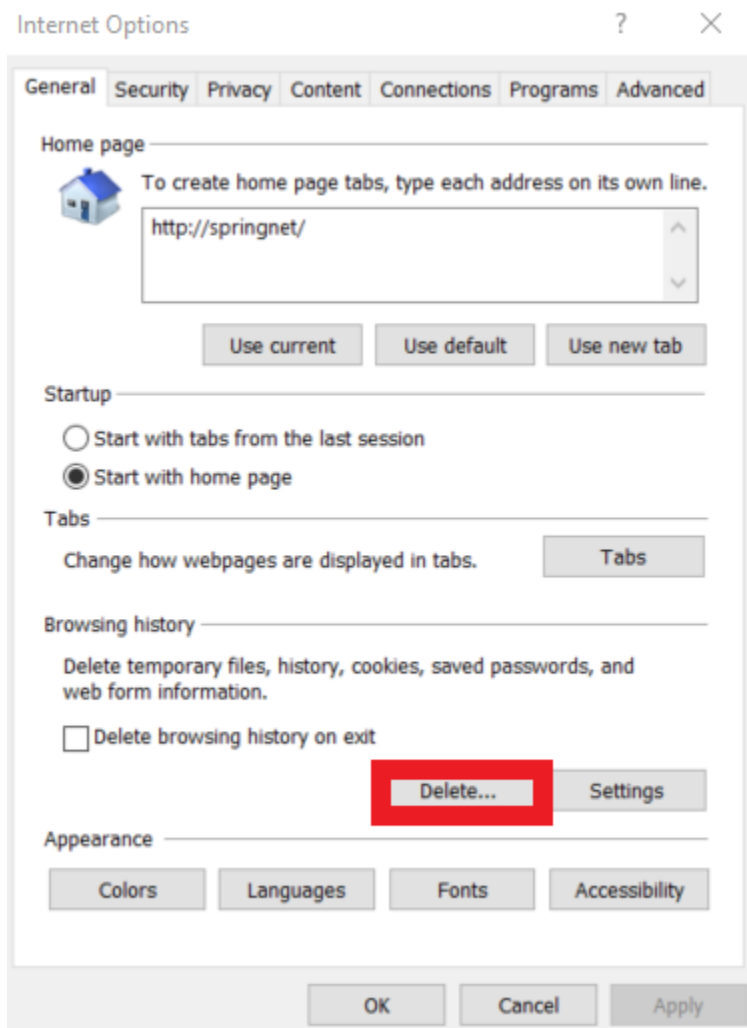 Internet Options
?
General Security Privacy Content Connections Programs Advanced
Home page
To create home page tabs, type each address on its own line.
http://springnet/
Use current Use default Use new tab
Startup
Start with tabs from the last session
Start with home page
Tabs
Change how webpages are displayed in tabs. Tabs
Browsing history
Delete temporary files, history, cookies, saved passwords, and
web form information.
Delete browsing history on exit
Delete... Settings
Appearance
Colors Languages Fonts Accessibility
OK Cancel Apply